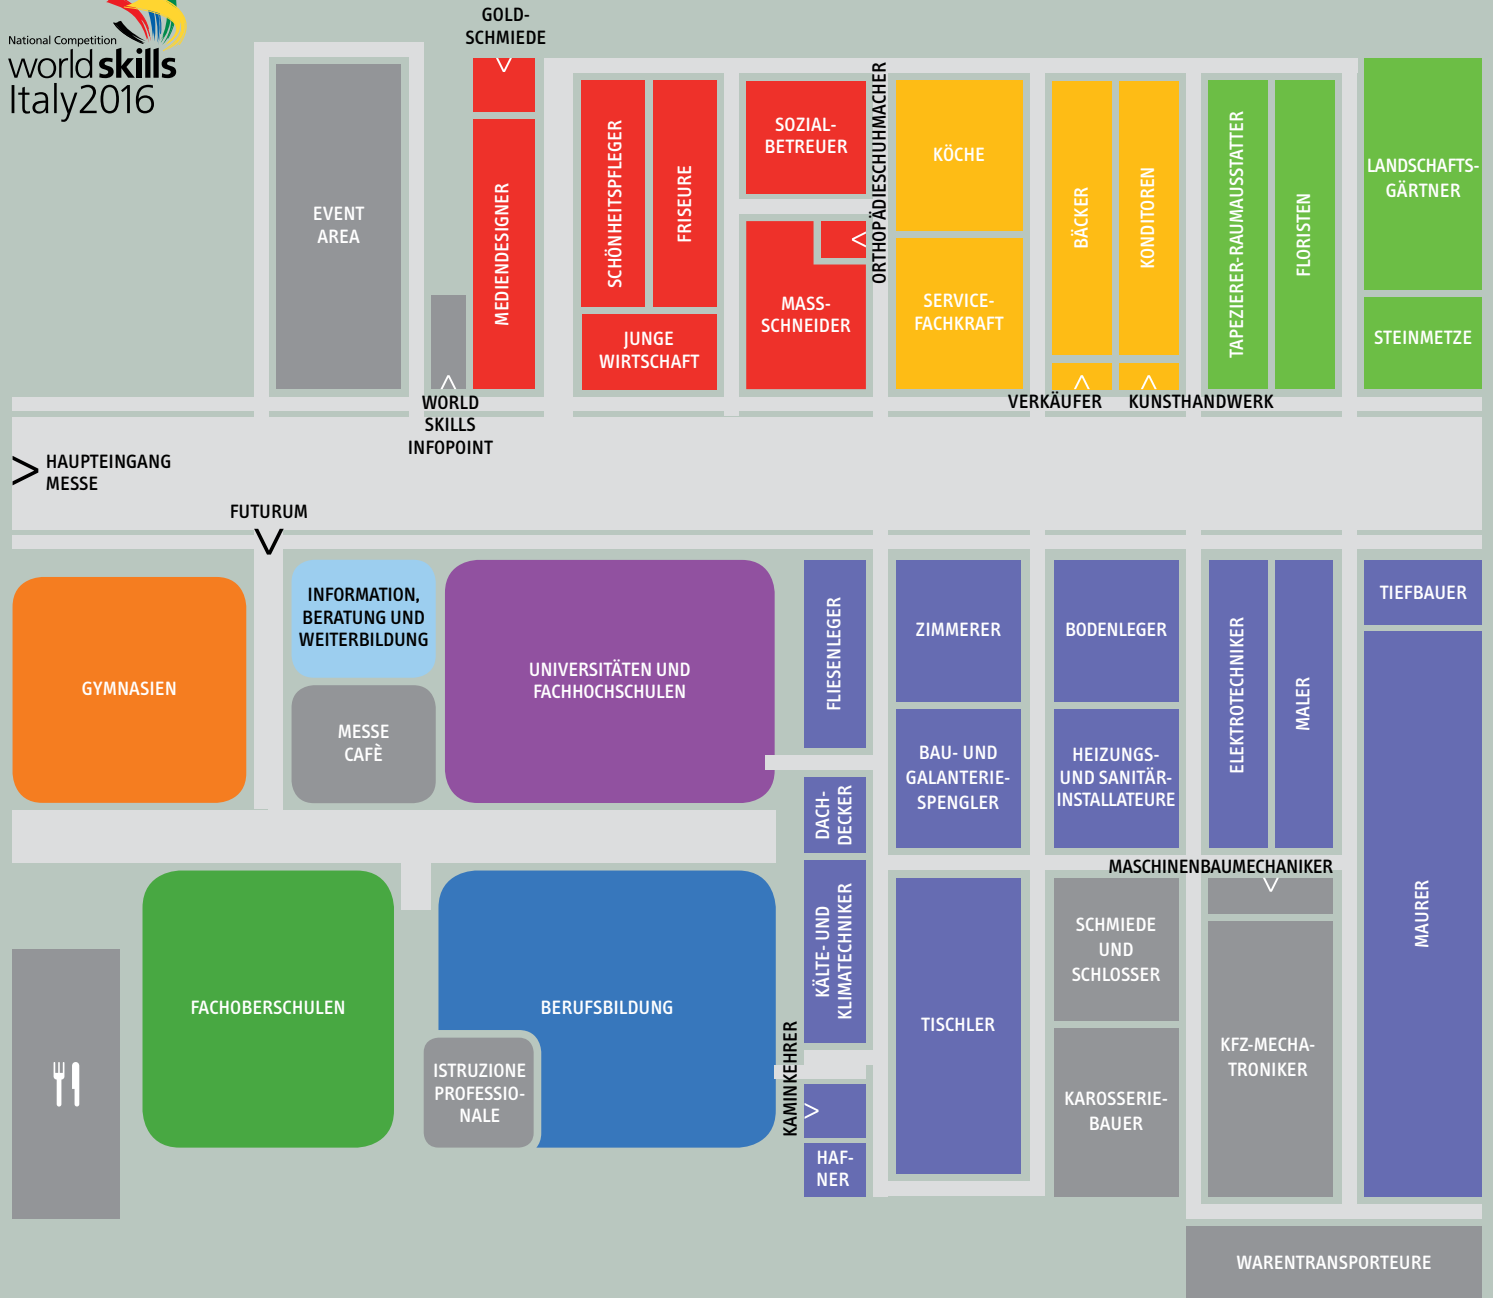 National Competition
world skills
Italy2016
GOLD-
SCHMIEDE
EVENT
AREA
MEDIENDESIGNER
WORLD
SKILLS
INFOPOINT
SCHÖNHEITSPFLEGER
FRISEURE
JUNGE
WIRTSCHAFT
SOZIAL-
BETREUER
MASS-
SCHNEIDER
ORTHOPÄDIESCHUHMACHER
KÖCHE
SERVICE-
FACHKRAFT
BÄCKER
KONDITOREN
VERKÄUFER
KUNSTHANDWERK
TAPEZIERER-RAUMAUSSTATTER
FLORISTEN
LANDSCHAFTS-
GÄRTNER
STEINMETZE
HAUPTEINGANG
MESSE
FUTURUM
GYMNASIEN
INFORMATION,
BERATUNG UND
WEITERBILDUNG
MESSE
CAFÈ
UNIVERSITÄTEN UND
FACHHOCHSCHULEN
FACHOBERSCHULEN
BERUFSBILDUNG
ISTRUZIONE
PROFESSIO-
NALE
FLIESENLEGER
DACH-
DECKER
KÄLTE- UND
KLIMATECHNIKER
KAMINKEHRER
HAF-
NER
ZIMMERER
BAU- UND
GALANTERIE-
SPENGLER
TISCHLER
BODENLEGER
HEIZUNGS-
UND SANITÄR-
INSTALLATEURE
SCHMIEDE
UND
SCHLOSSER
KAROSSERIE-
BAUER
ELEKTROTECHNIKER
MALER
MASCHINENBAUMECHANIKER
KFZ-MECHA-
TRONIKER
TIEFBAUER
MAURER
WARENTRANSPORTEURE